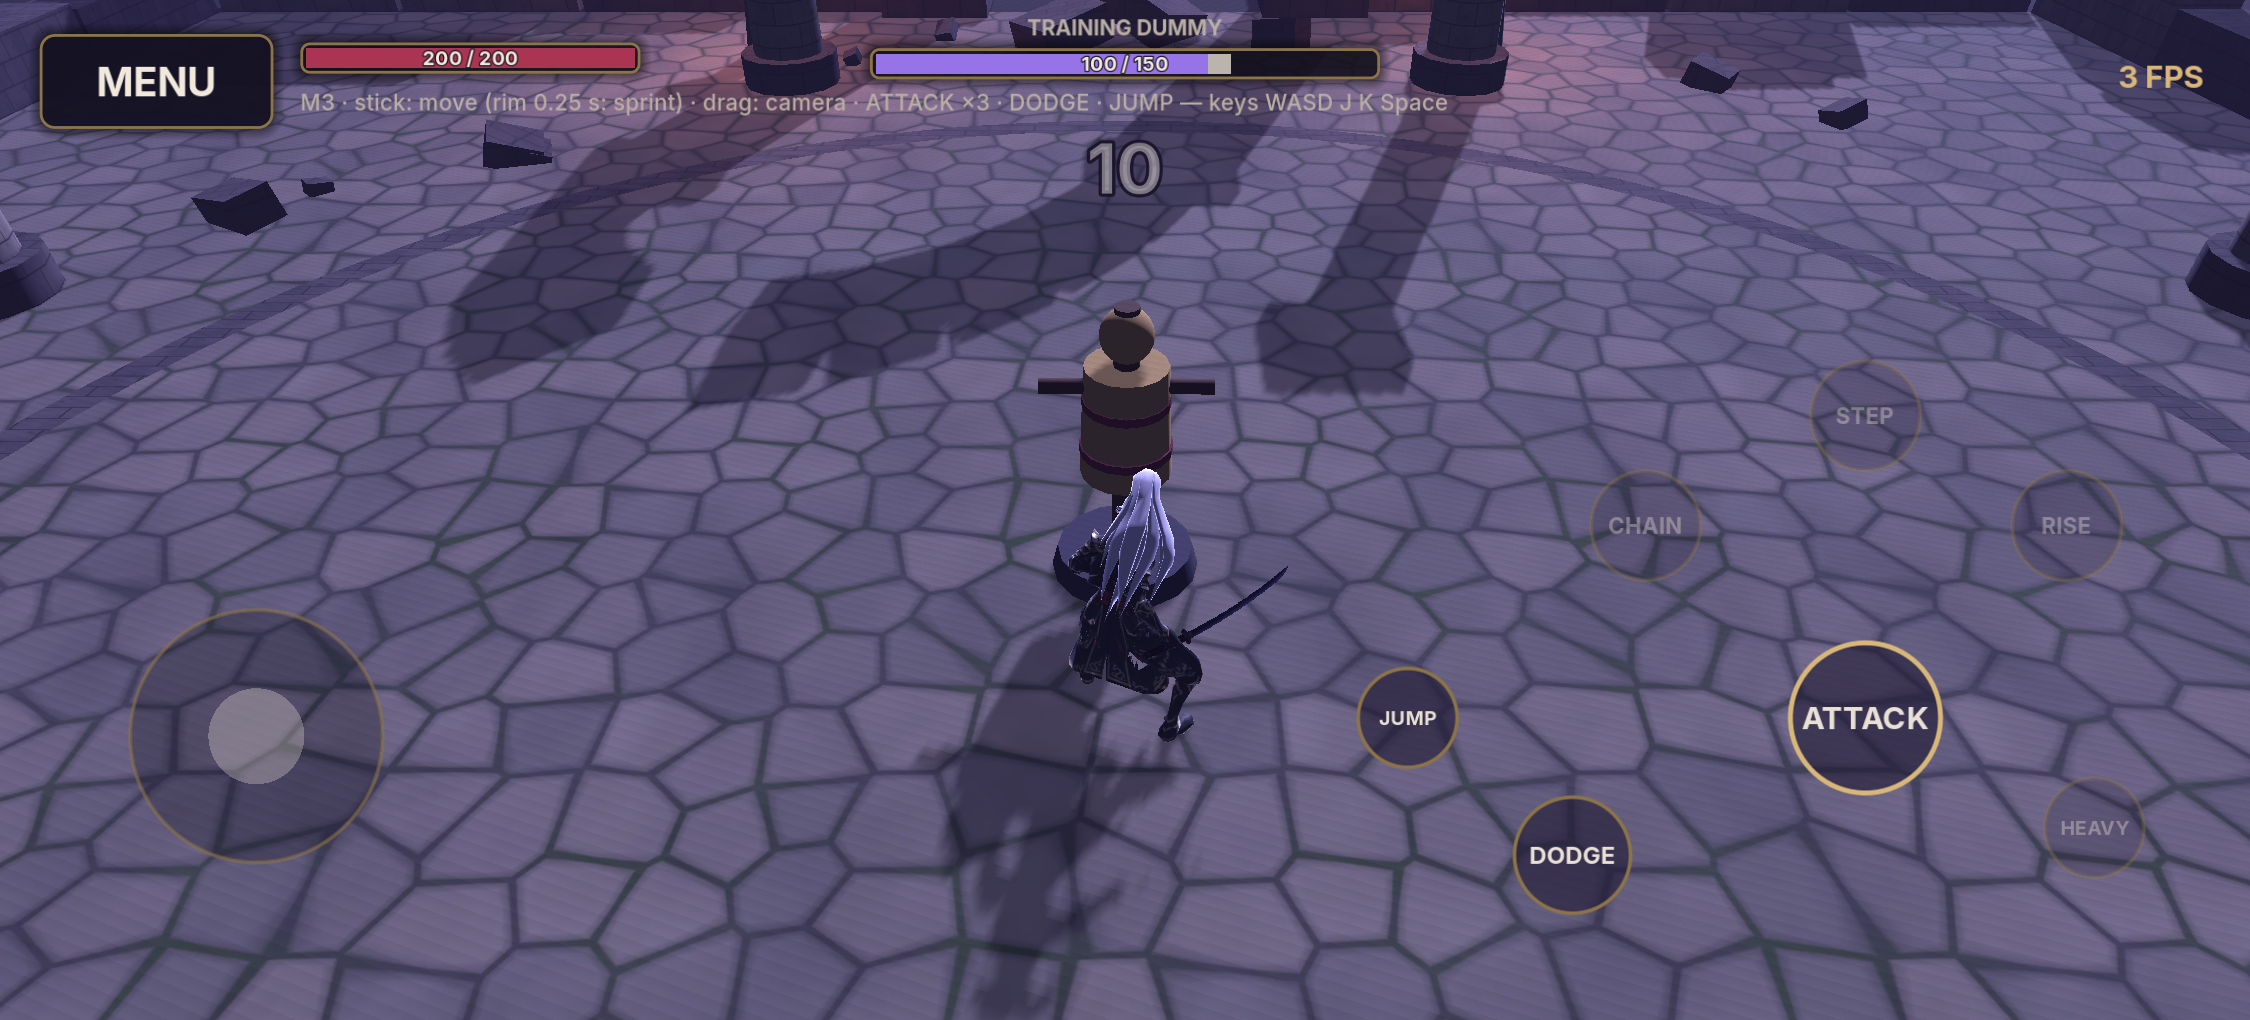 TRAINING DUMMY
MENU
200 / 200
100 / 150
3 FPS
M3 · stick: move (rim 0.25 s: sprint) · drag: camera · ATTACK ×3 · DODGE · JUMP — keys WASD J K Space
10
STEP
CHAIN
RISE
JUMP
ATTACK
HEAVY
DODGE